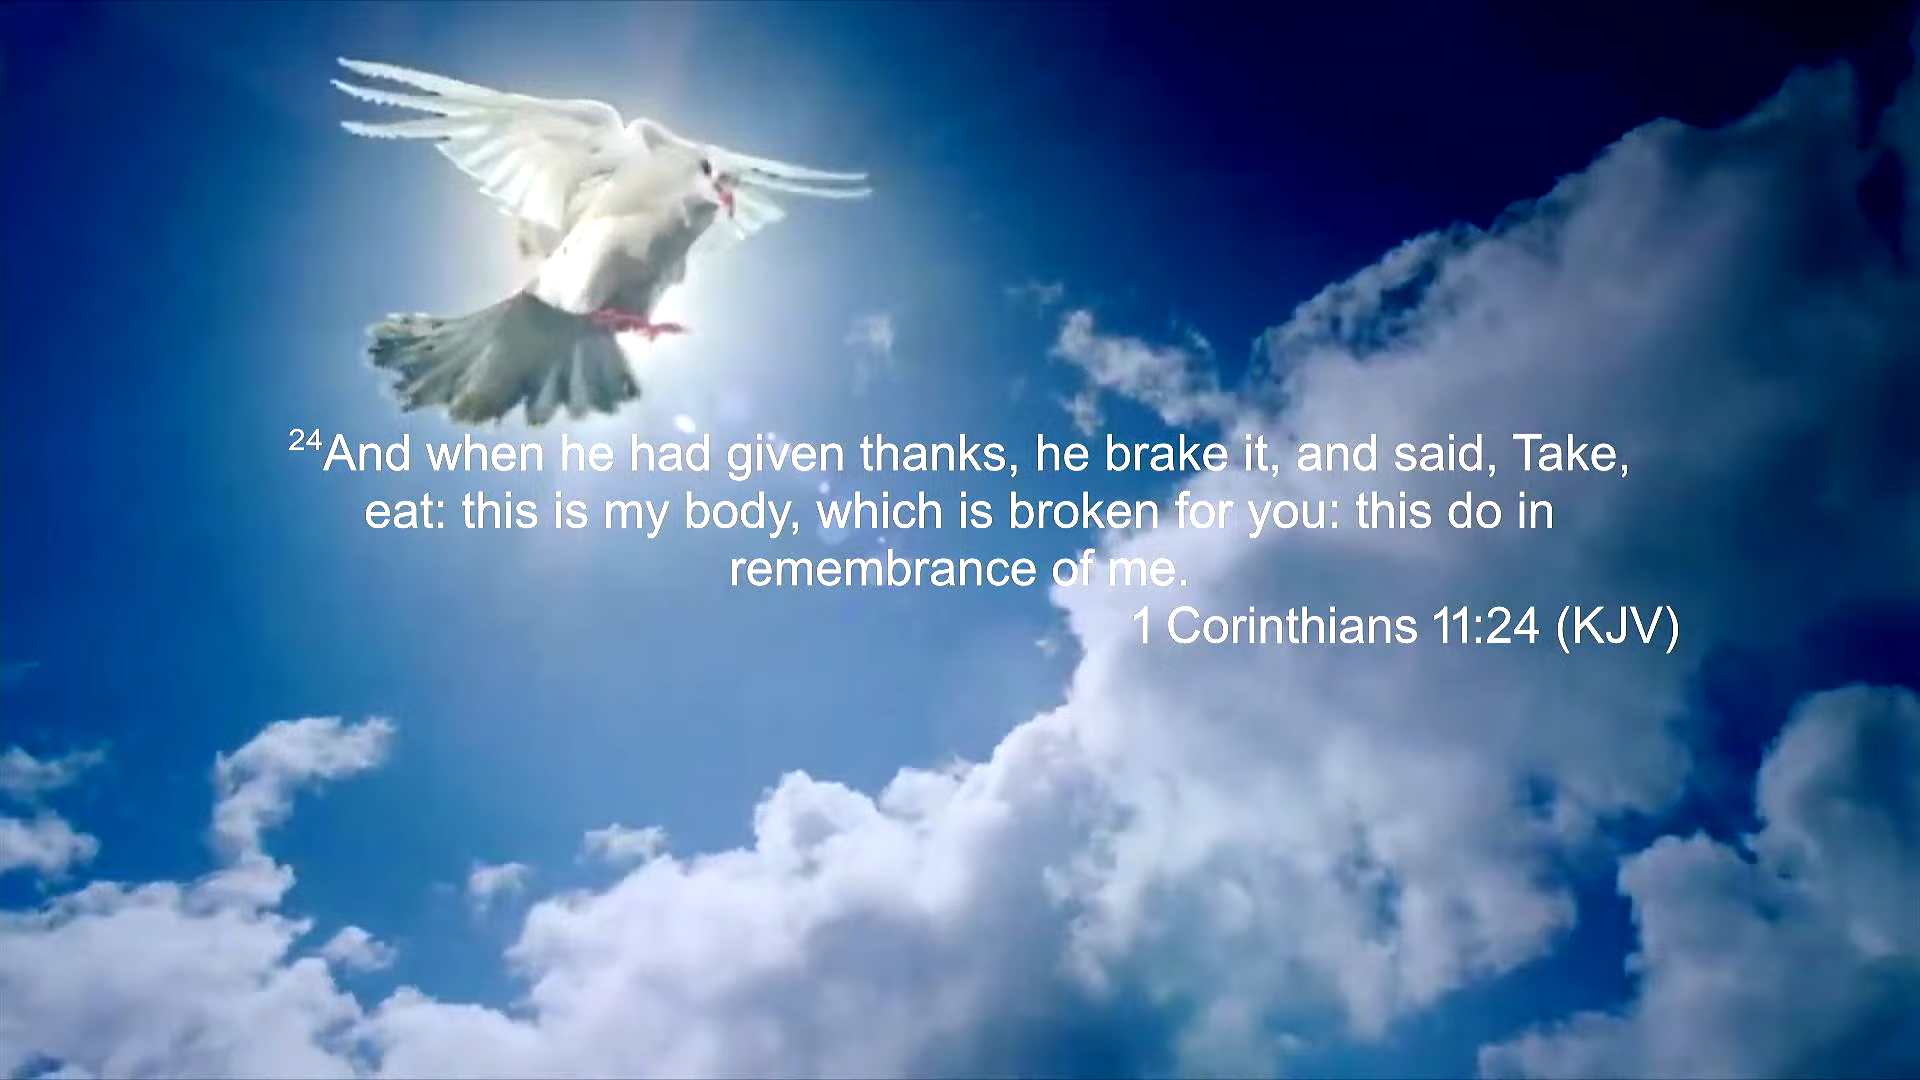 24And when he had given thanks, he brake it, and said, Take,
eat: this is my body, which is broken for you: this do in
remembrance of me.
1 Corinthians 11:24 (KJV)